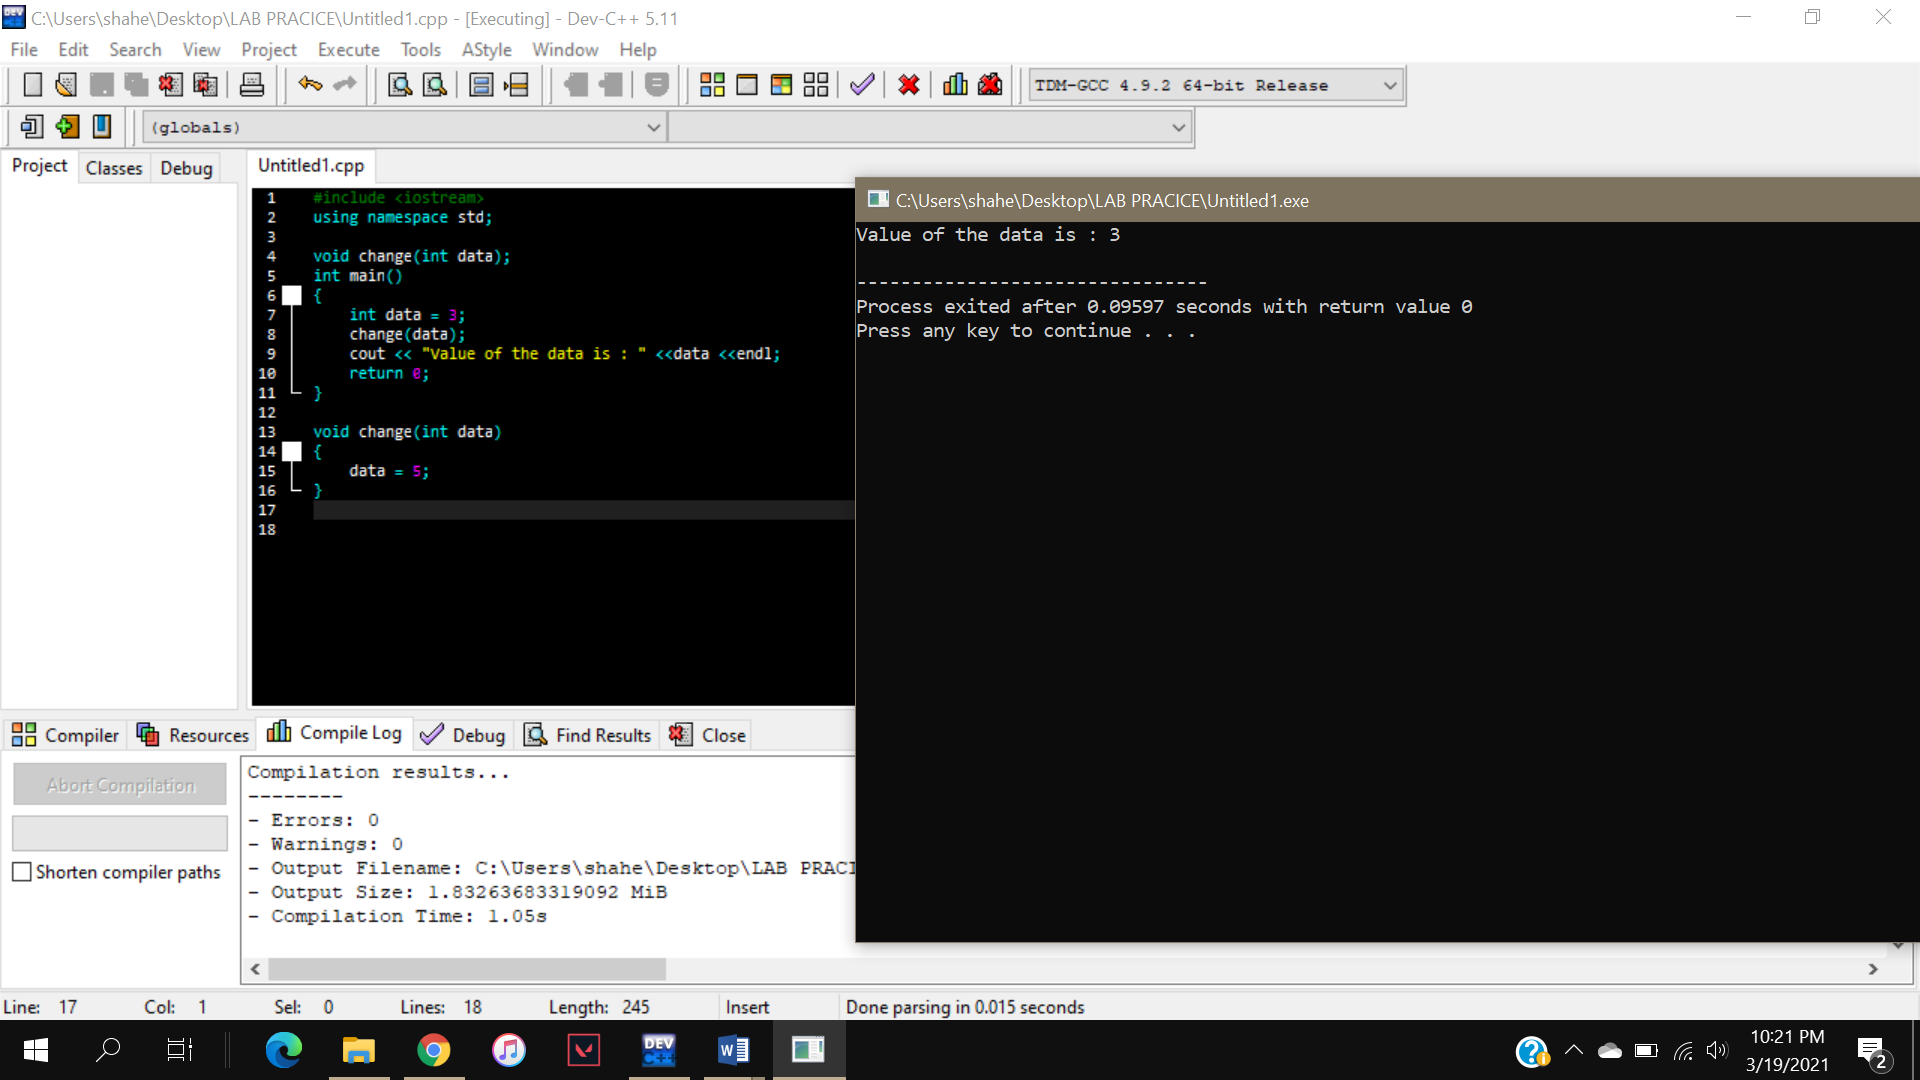 C:\Users\shahe\Desktop\LAB PRACICE\Untitled1.cpp - [Executing] - Dev-C++ 5.11
File Edit Search View Project Execute Tools AStyle Window Help
TDM-GCC 4.9.2 64-bit Release
(globals)
Project Classes Debug
Untitled1.cpp
1 #include <iostream>
2 using namespace std;
3
4 void change(int data);
5 int main()
6 {
7 int data = 3;
8 change(data);
9 cout << "Value of the data is : " <<data <<endl;
10 return 0;
11 }
12
13 void change(int data)
14 {
15 data = 5;
16 }
17
18
C:\Users\shahe\Desktop\LAB PRACICE\Untitled1.exe
Value of the data is : 3
--------------------------------
Process exited after 0.09597 seconds with return value 0
Press any key to continue . . .
Compiler Resources Compile Log Debug Find Results Close
Abort Compilation
Shorten compiler paths
Compilation results...
--------
- Errors: 0
- Warnings: 0
- Output Filename: C:\Users\shahe\Desktop\LAB PRACI
- Output Size: 1.83263683319092 MiB
- Compilation Time: 1.05s
Line: 17 Col: 1 Sel: 0 Lines: 18 Length: 245 Insert Done parsing in 0.015 seconds
DEV
C++
10:21 PM
3/19/2021
2